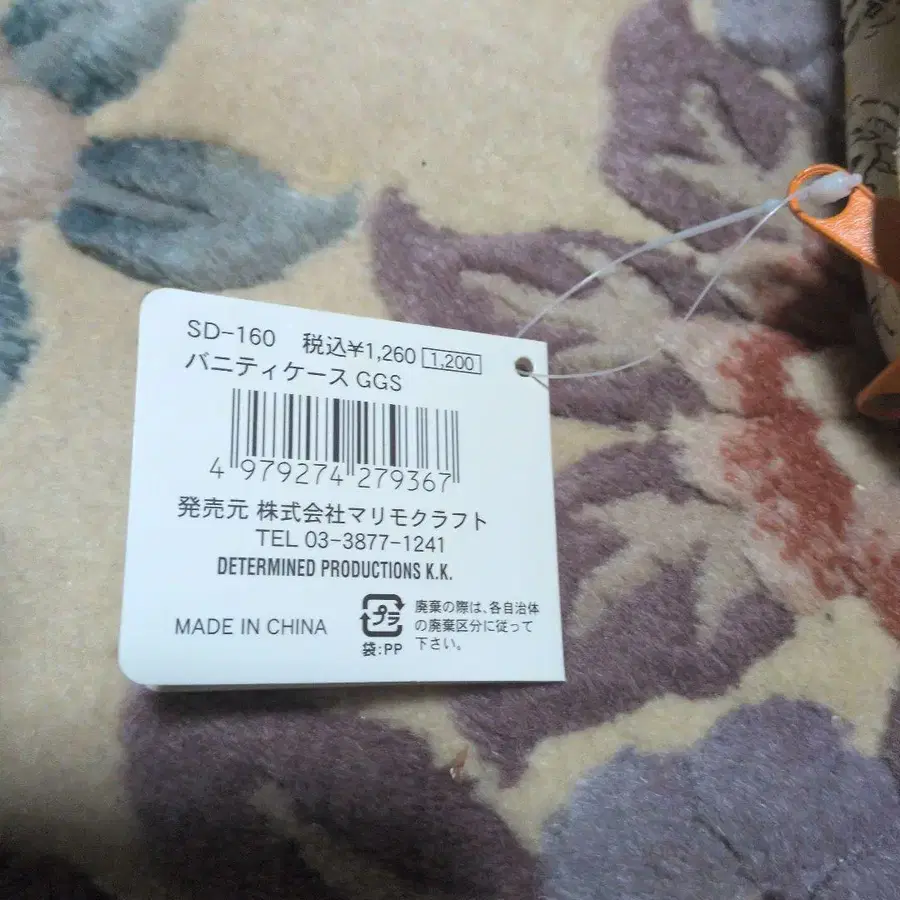 SD-160 税込¥1,260 1,200
バニティケース GGS
4 979274 279367
発売元 株式会社マリモクラフト
TEL 03-3877-1241
DETERMINED PRODUCTIONS K.K.
MADE IN CHINA
プラ
袋:PP
廃棄の際は、各自治体
の廃棄区分に従って
下さい。